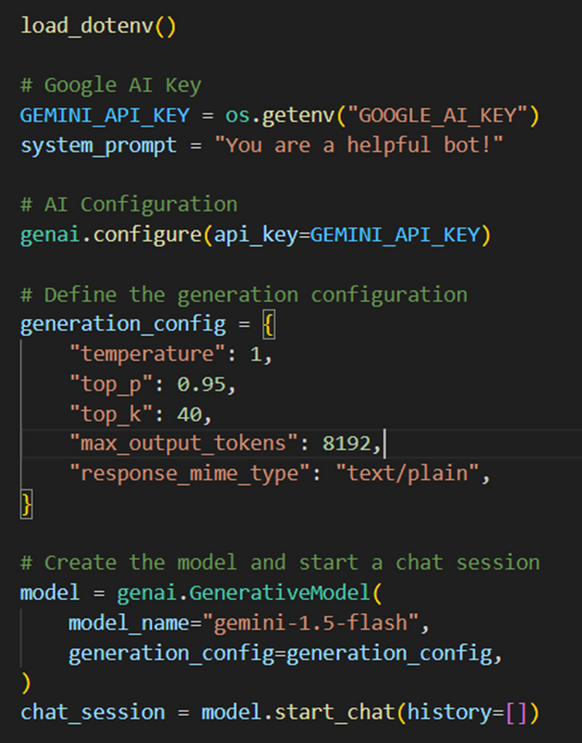 load_dotenv()
# Google AI Key
GEMINI_API_KEY = os.getenv("GOOGLE_AI_KEY")
system_prompt = "You are a helpful bot!"
# AI Configuration
genai.configure(api_key=GEMINI_API_KEY)
# Define the generation configuration
generation_config = {
    "temperature": 1,
    "top_p": 0.95,
    "top_k": 40,
    "max_output_tokens": 8192,
    "response_mime_type": "text/plain",
}
# Create the model and start a chat session
model = genai.GenerativeModel(
    model_name="gemini-1.5-flash",
    generation_config=generation_config,
)
chat_session = model.start_chat(history=[])